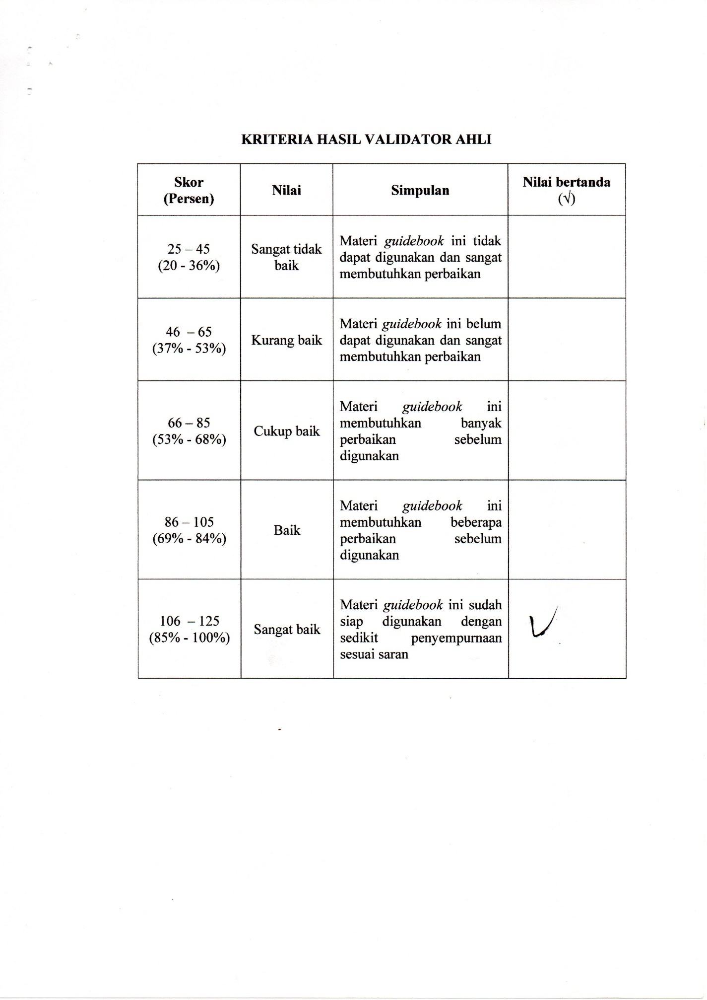 KRITERIA HASIL VALIDATOR AHLI
Skor
(Persen)
Nilai
Simpulan
Nilai bertanda
(√)
25 – 45
(20 - 36%)
Sangat tidak
baik
Materi guidebook ini tidak
dapat digunakan dan sangat
membutuhkan perbaikan
46 – 65
(37% - 53%)
Kurang baik
Materi guidebook ini belum
dapat digunakan dan sangat
membutuhkan perbaikan
66 – 85
(53% - 68%)
Cukup baik
Materi guidebook ini
membutuhkan banyak
perbaikan sebelum
digunakan
86 – 105
(69% - 84%)
Baik
Materi guidebook ini
membutuhkan beberapa
perbaikan sebelum
digunakan
106 – 125
(85% - 100%)
Sangat baik
Materi guidebook ini sudah
siap digunakan dengan
sedikit penyempurnaan
sesuai saran
√